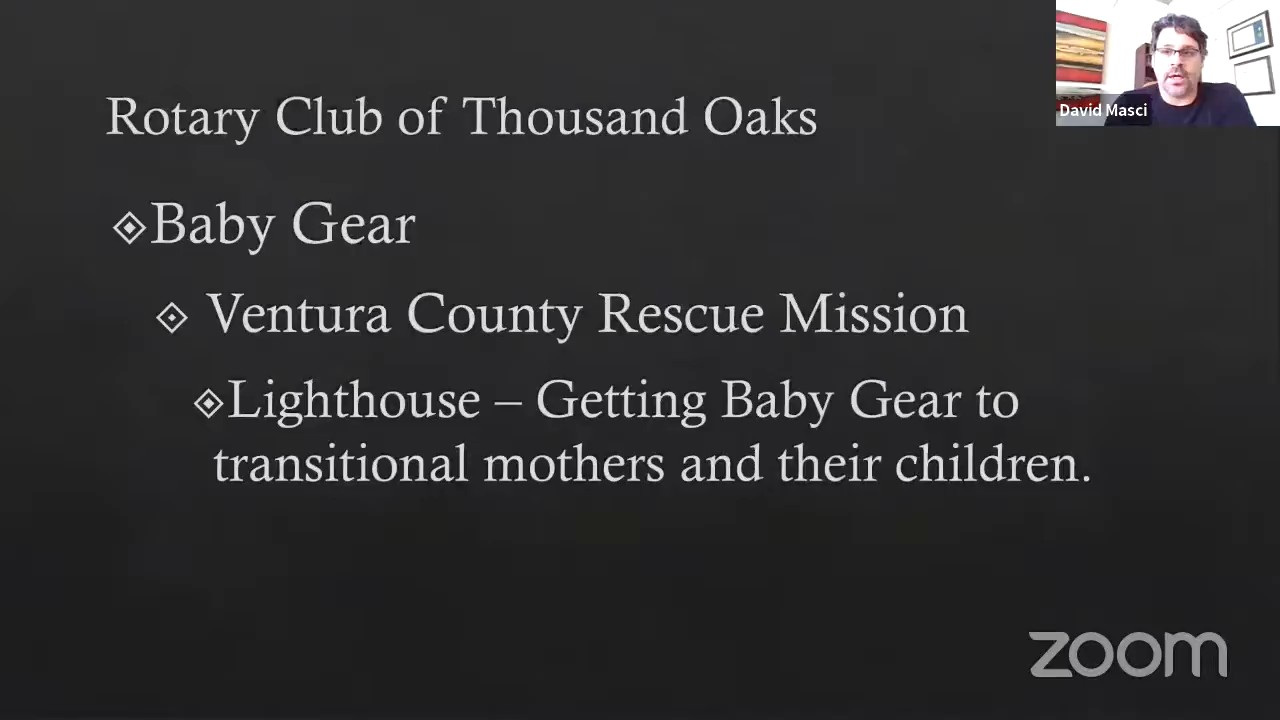 Rotary Club of Thousand Oaks
David Masci
Baby Gear
Ventura County Rescue Mission
Lighthouse – Getting Baby Gear to
transitional mothers and their children.
zoom